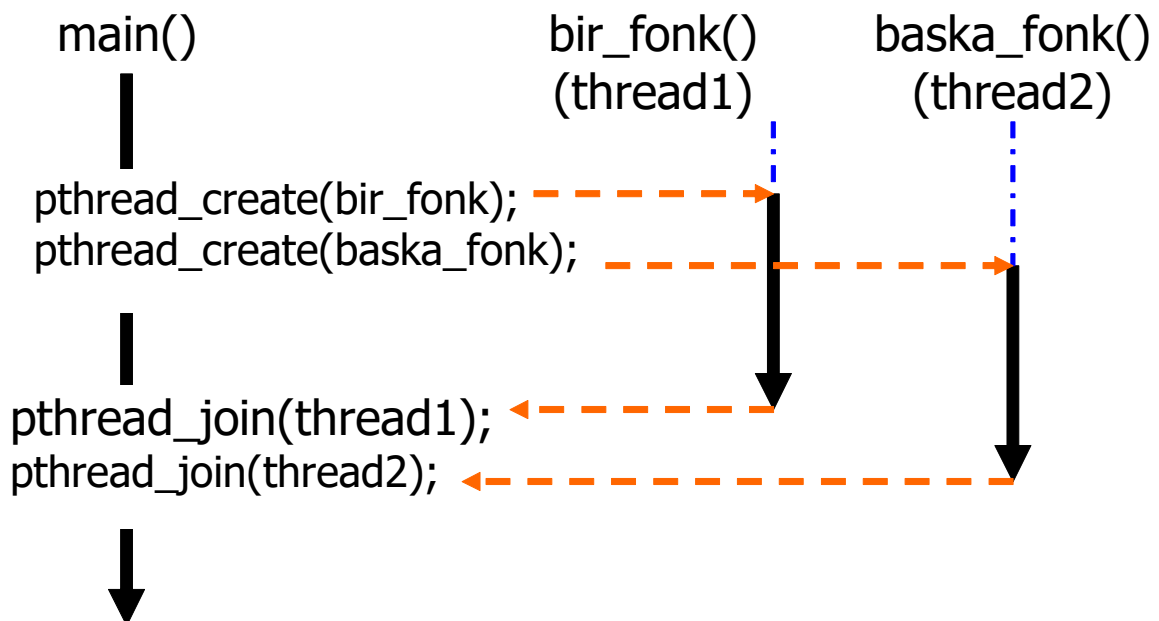 main()
bir_fonk()
(thread1)
baska_fonk()
(thread2)
pthread_create(bir_fonk);
pthread_create(baska_fonk);
pthread_join(thread1);
pthread_join(thread2);